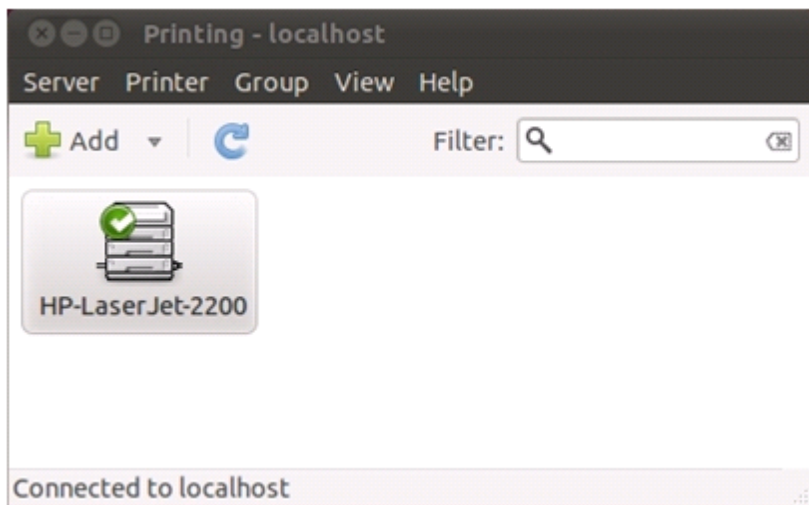 Printing - localhost
Server Printer Group View Help
Add Filter:
HP-LaserJet-2200
Connected to localhost